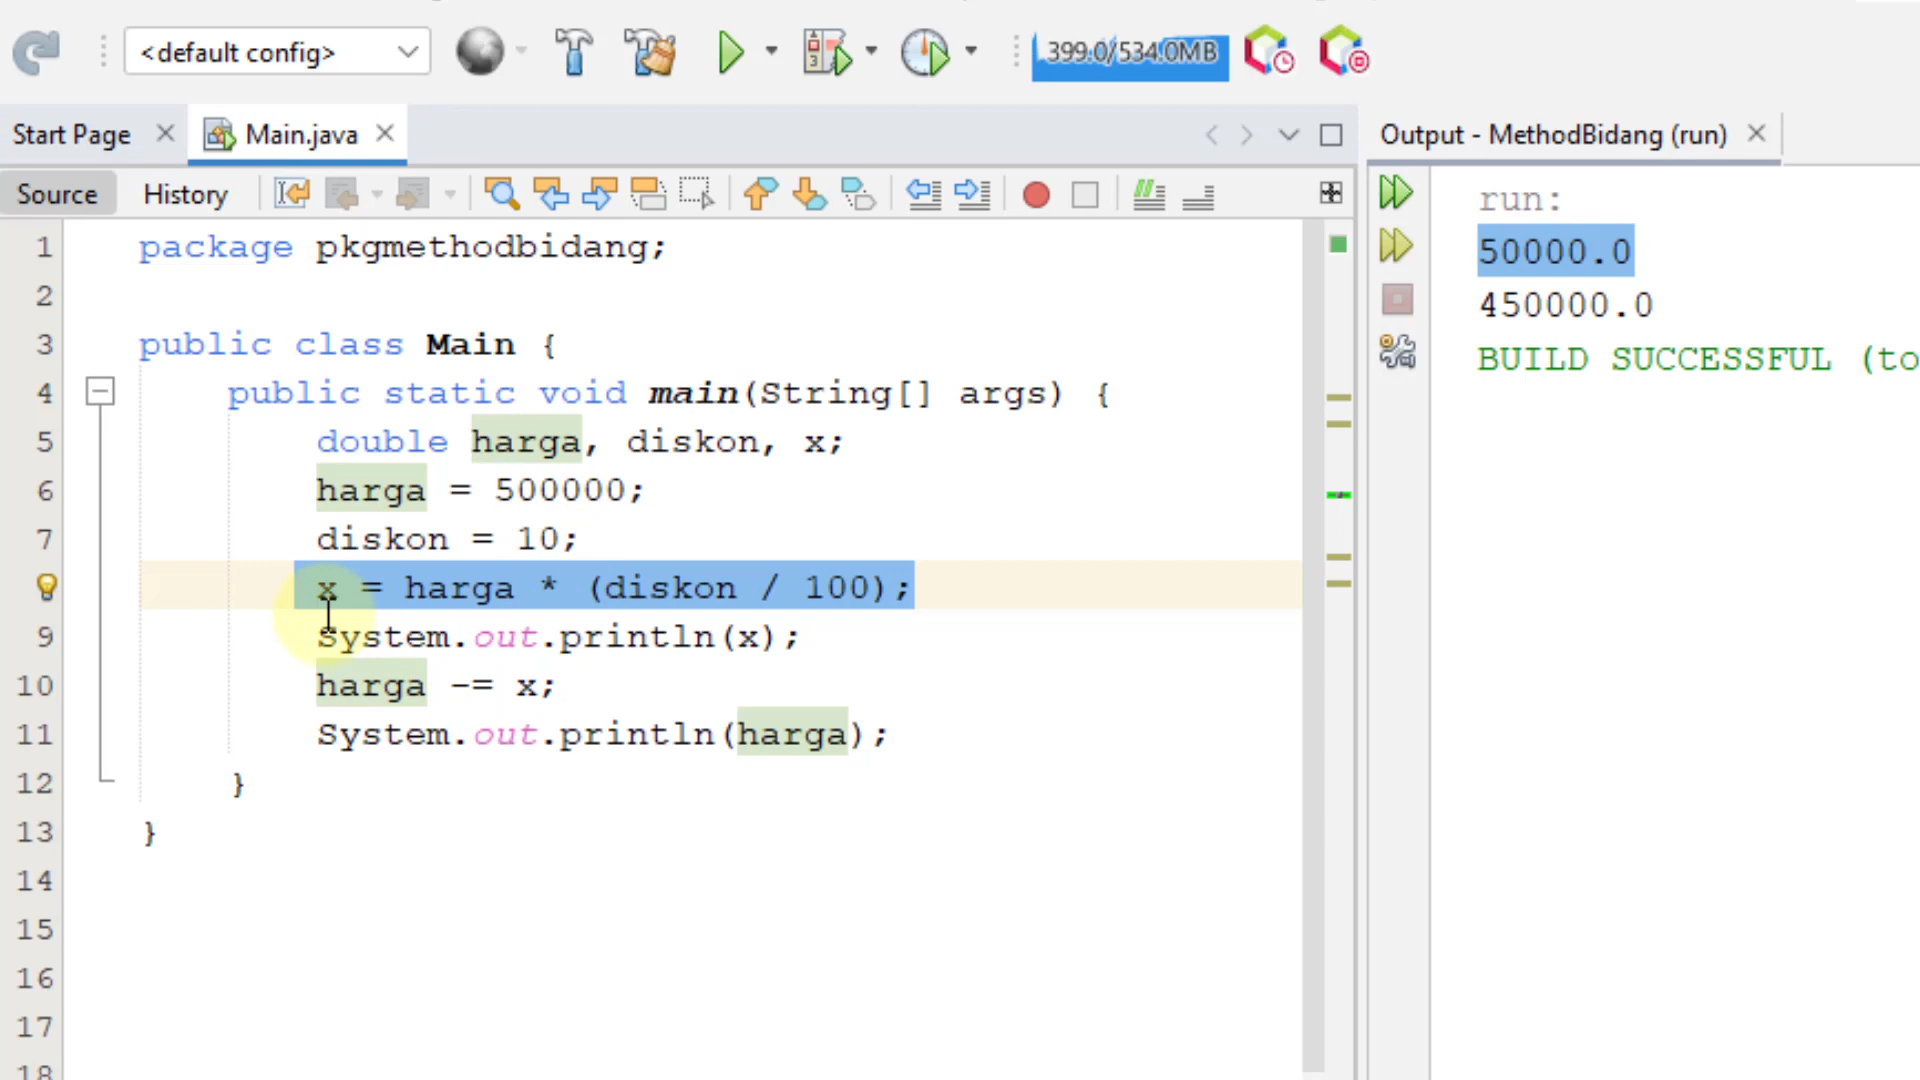 <default config>
399.0/534.0MB
Start Page
Main.java
Output - MethodBidang (run)
Source
History
1 package pkgmethodbidang;
2
3 public class Main {
4 public static void main(String[] args) {
5 double harga, diskon, x;
6 harga = 500000;
7 diskon = 10;
x = harga * (diskon / 100);
9 System.out.println(x);
10 harga -= x;
11 System.out.println(harga);
12 }
13 }
14
15
16
17
18
run:
50000.0
450000.0
BUILD SUCCESSFUL (to